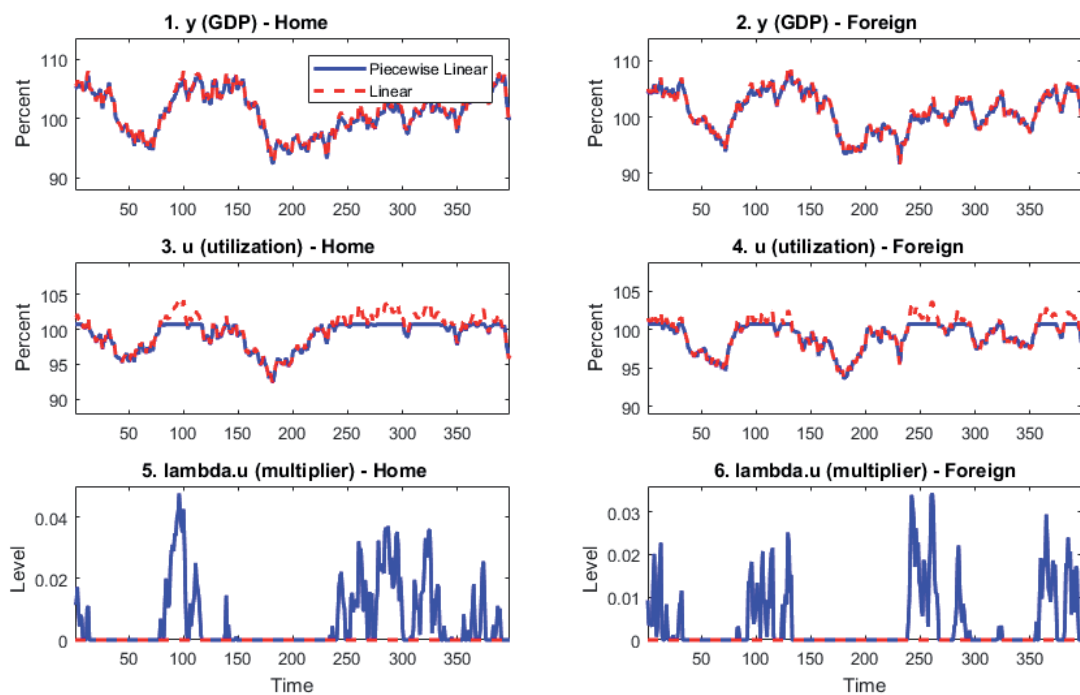 1. y (GDP) - Home
110
100
90
Percent
50 100 150 200 250 300 350
Piecewise Linear
Linear
2. y (GDP) - Foreign
110
100
90
Percent
50 100 150 200 250 300 350
3. u (utilization) - Home
105
100
95
90
Percent
50 100 150 200 250 300 350
4. u (utilization) - Foreign
105
100
95
90
Percent
50 100 150 200 250 300 350
5. lambda.u (multiplier) - Home
0.04
0.02
0
Level
50 100 150 200 250 300 350
Time
6. lambda.u (multiplier) - Foreign
0.03
0.02
0.01
0
Level
50 100 150 200 250 300 350
Time